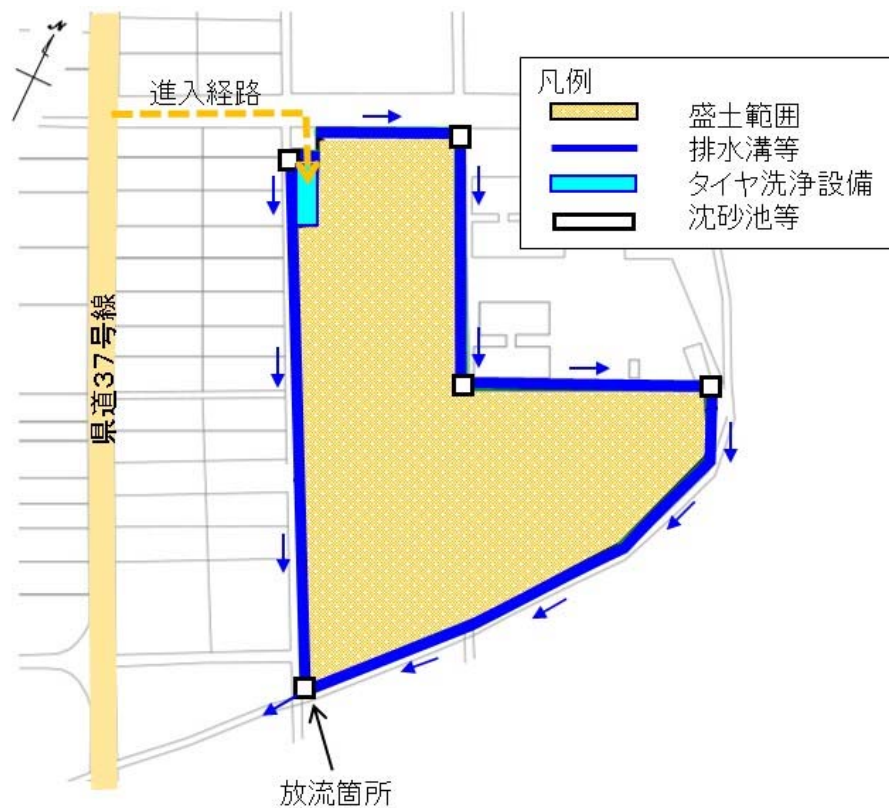 N
進入経路
凡例
盛土範囲
排水溝等
タイヤ洗浄設備
沈砂池等
県道37号線
放流箇所